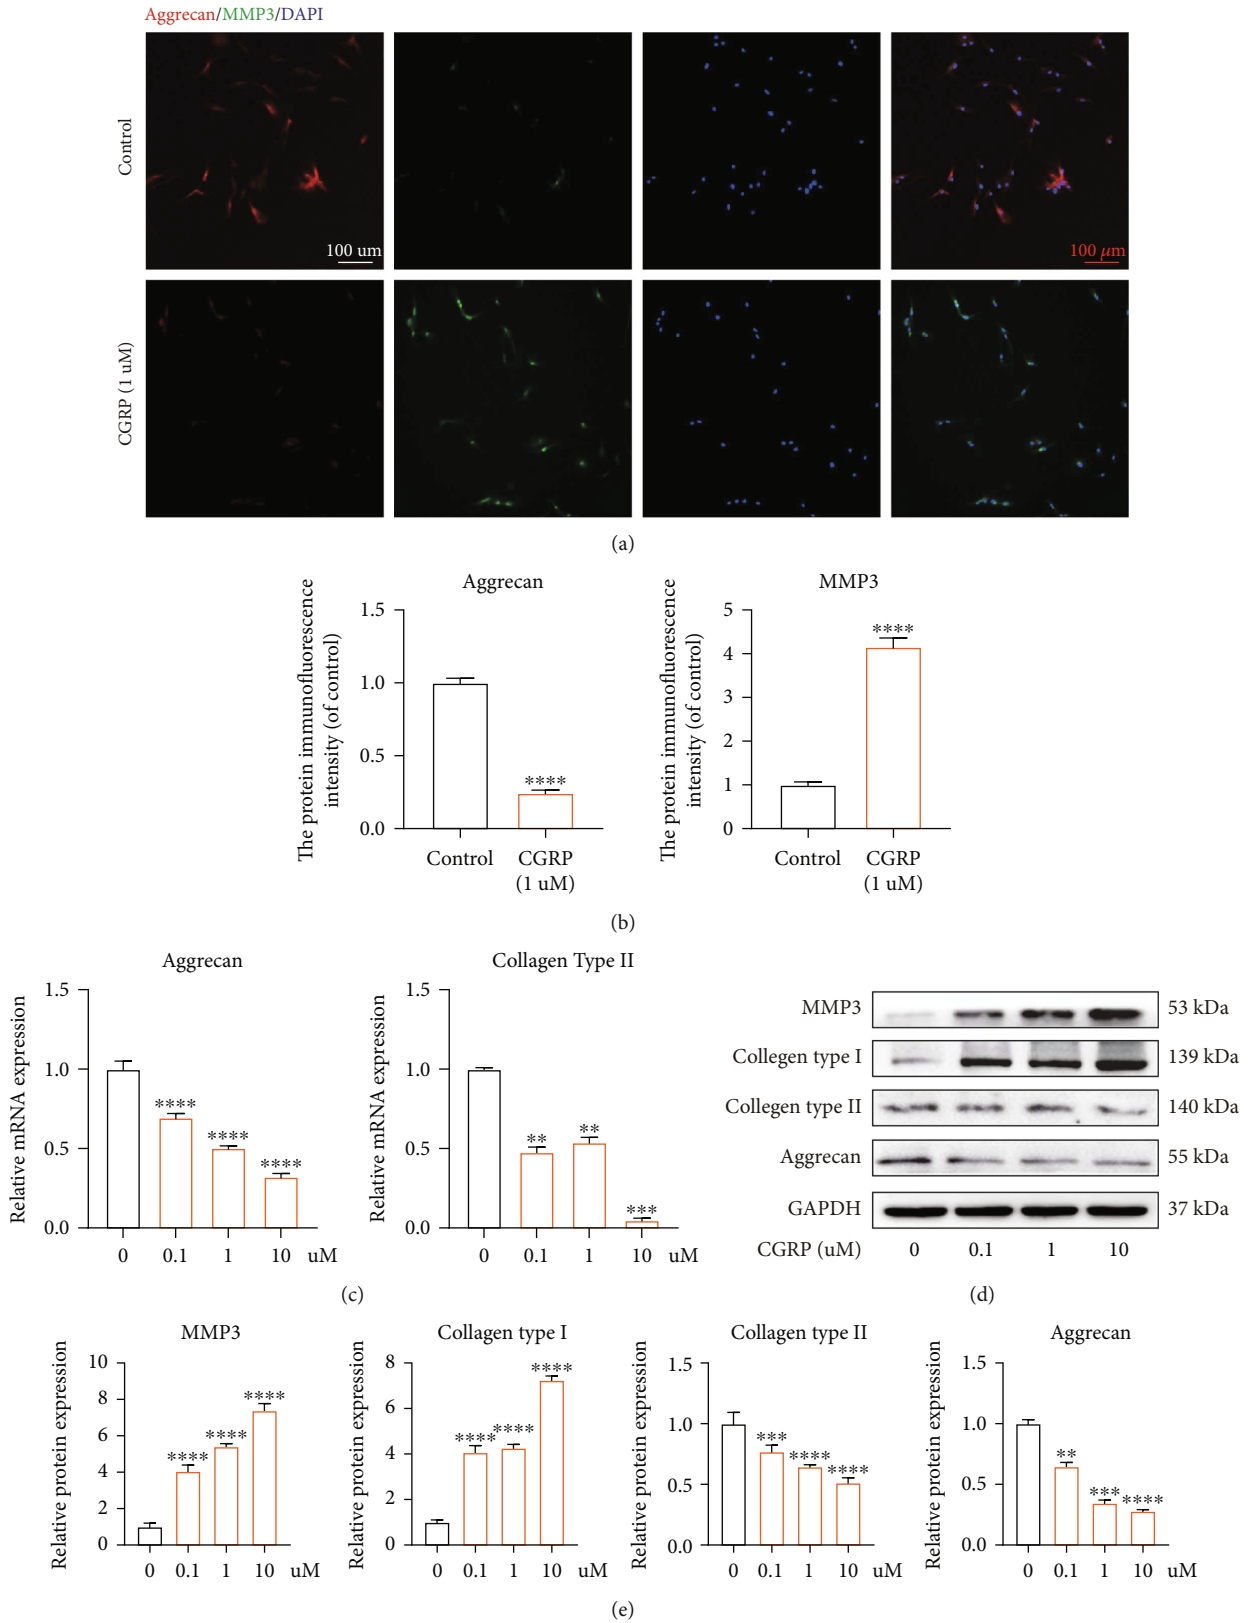 Aggrecan/MMP3/DAPI
Control
100 um
100 µm
CGRP (1 uM)
(a)
Aggrecan
The protein immunofluorescence
intensity (of control)
1.5
1.0
0.5
0.0
****
Control
CGRP
(1 uM)
MMP3
The protein immunofluorescence
intensity (of control)
5
4
3
2
1
0
****
Control
CGRP
(1 uM)
(b)
Aggrecan
Relative mRNA expression
1.5
1.0
0.5
0.0
****
****
****
0 0.1 1 10 uM
Collagen Type II
Relative mRNA expression
1.5
1.0
0.5
0.0
**
**
***
0 0.1 1 10 uM
(c)
MMP3 53 kDa
Collegen type I 139 kDa
Collegen type II 140 kDa
Aggrecan 55 kDa
GAPDH 37 kDa
CGRP (uM) 0 0.1 1 10
(d)
MMP3
Relative protein expression
10
8
6
4
2
0
****
****
****
0 0.1 1 10 uM
Collagen type I
Relative protein expression
8
6
4
2
0
****
****
****
0 0.1 1 10 uM
Collagen type II
Relative protein expression
1.5
1.0
0.5
0.0
***
****
****
0 0.1 1 10 uM
Aggrecan
Relative protein expression
1.5
1.0
0.5
0.0
**
***
****
0 0.1 1 10 uM
(e)